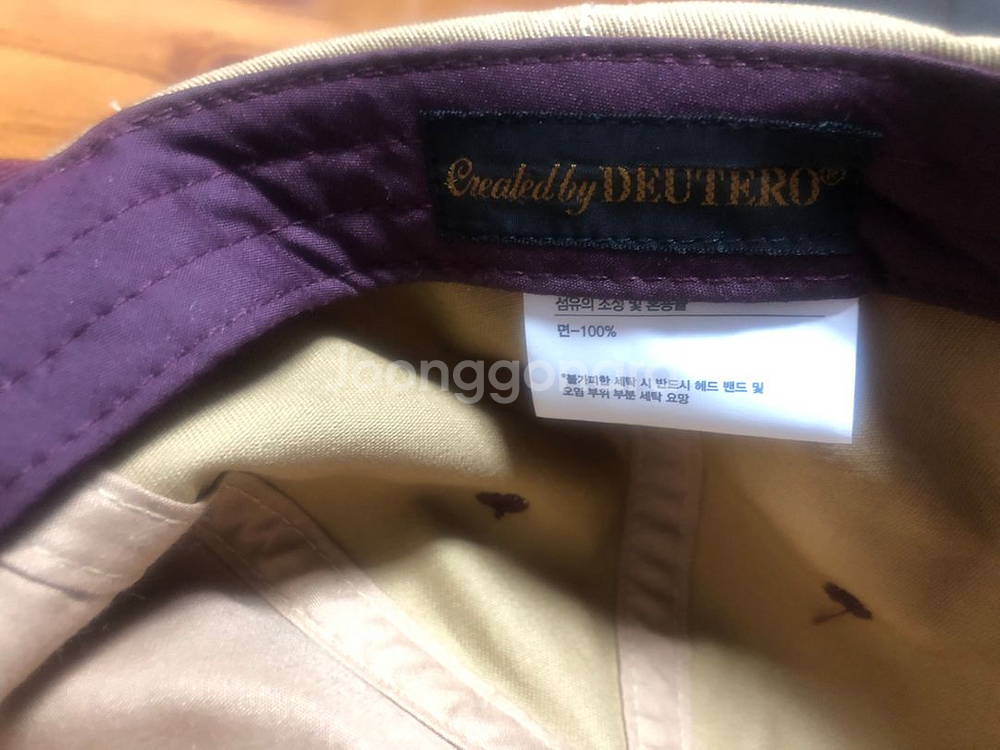 Created by DEUTERO®
섬유의 조성 및 혼용률
면-100%
*불가피한 세탁 시 반드시 헤드 밴드 및
오염 부위 부분 세탁 요망